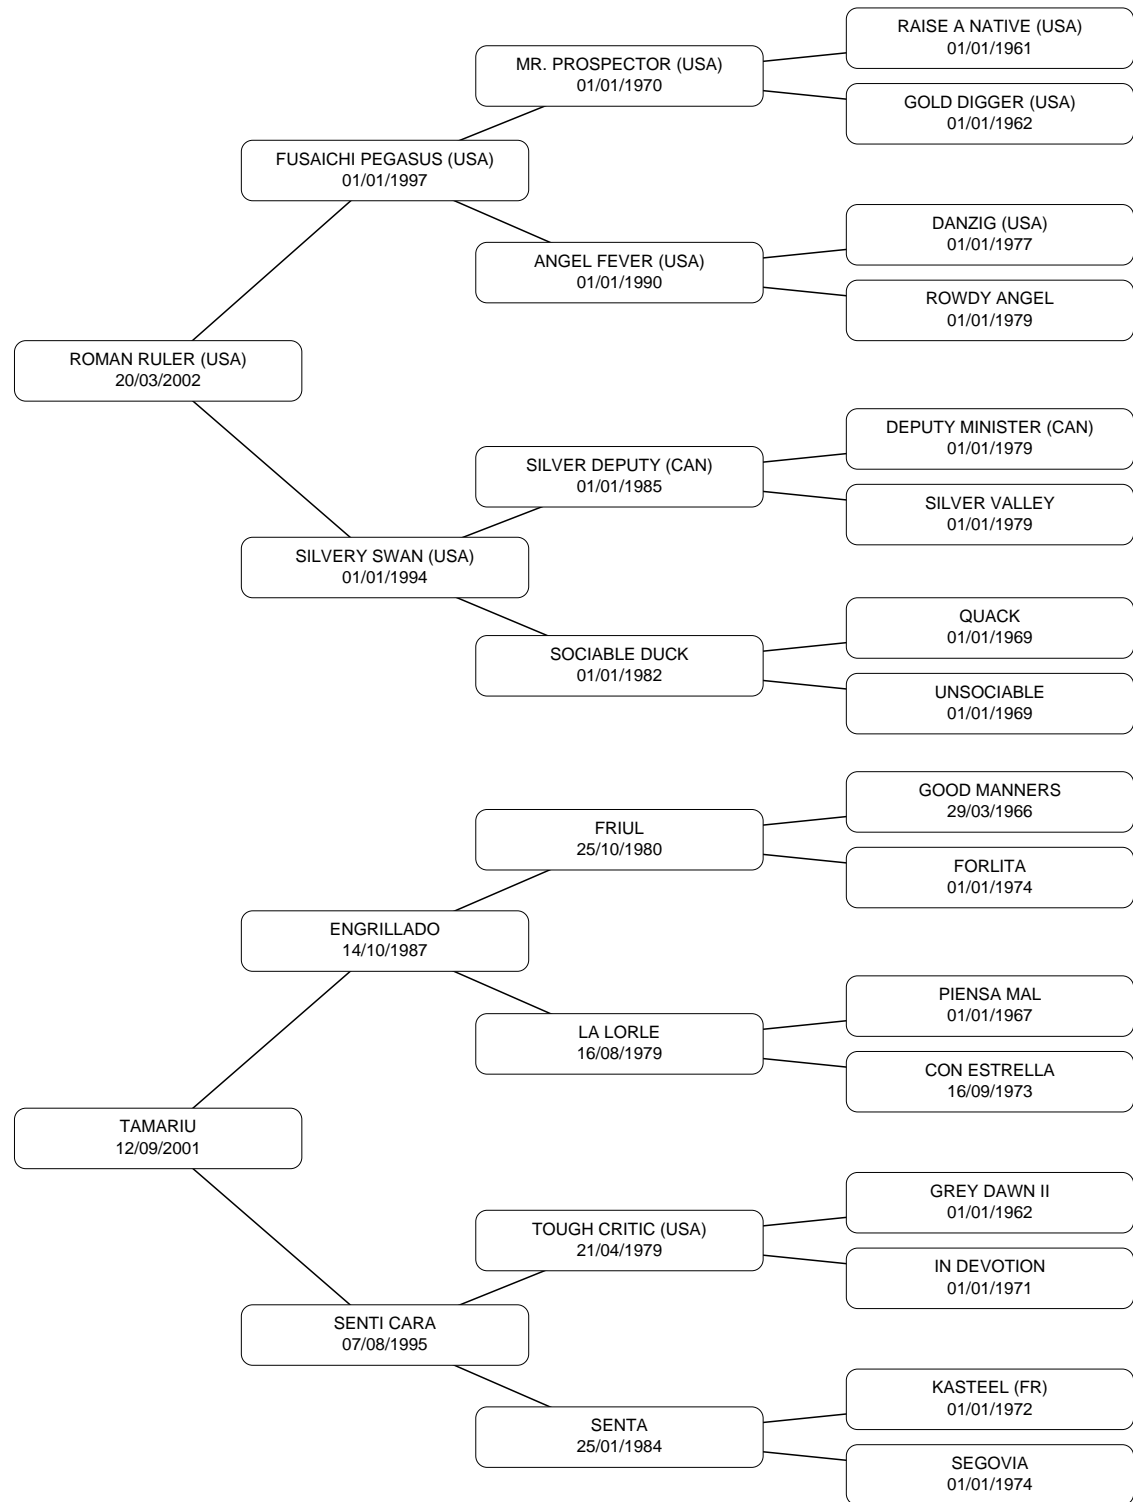 RAISE A NATIVE (USA)
01/01/1961
MR. PROSPECTOR (USA)
01/01/1970
GOLD DIGGER (USA)
01/01/1962
FUSAICHI PEGASUS (USA)
01/01/1997
DANZIG (USA)
01/01/1977
ANGEL FEVER (USA)
01/01/1990
ROWDY ANGEL
01/01/1979
ROMAN RULER (USA)
20/03/2002
DEPUTY MINISTER (CAN)
01/01/1979
SILVER DEPUTY (CAN)
01/01/1985
SILVER VALLEY
01/01/1979
SILVERY SWAN (USA)
01/01/1994
QUACK
01/01/1969
SOCIABLE DUCK
01/01/1982
UNSOCIABLE
01/01/1969
GOOD MANNERS
29/03/1966
FRIUL
25/10/1980
FORLITA
01/01/1974
ENGRILLADO
14/10/1987
PIENSA MAL
01/01/1967
LA LORLE
16/08/1979
CON ESTRELLA
16/09/1973
TAMARIU
12/09/2001
GREY DAWN II
01/01/1962
TOUGH CRITIC (USA)
21/04/1979
IN DEVOTION
01/01/1971
SENTI CARA
07/08/1995
KASTEEL (FR)
01/01/1972
SENTA
25/01/1984
SEGOVIA
01/01/1974